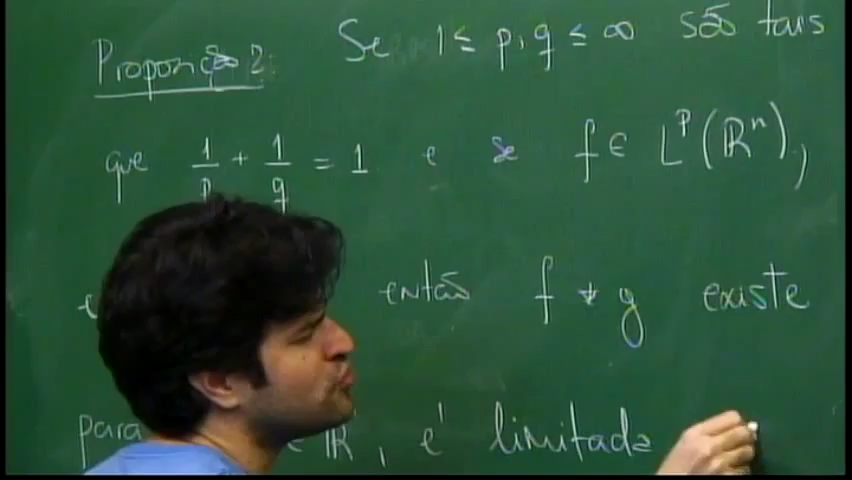 Proposição 2: Se 1 ≤ p, q ≤ ∞ são tais
que 1/p + 1/q = 1 e se f ∈ L^p(ℝ^n),
e então f * g existe
para ∈ ℝ, é limitada